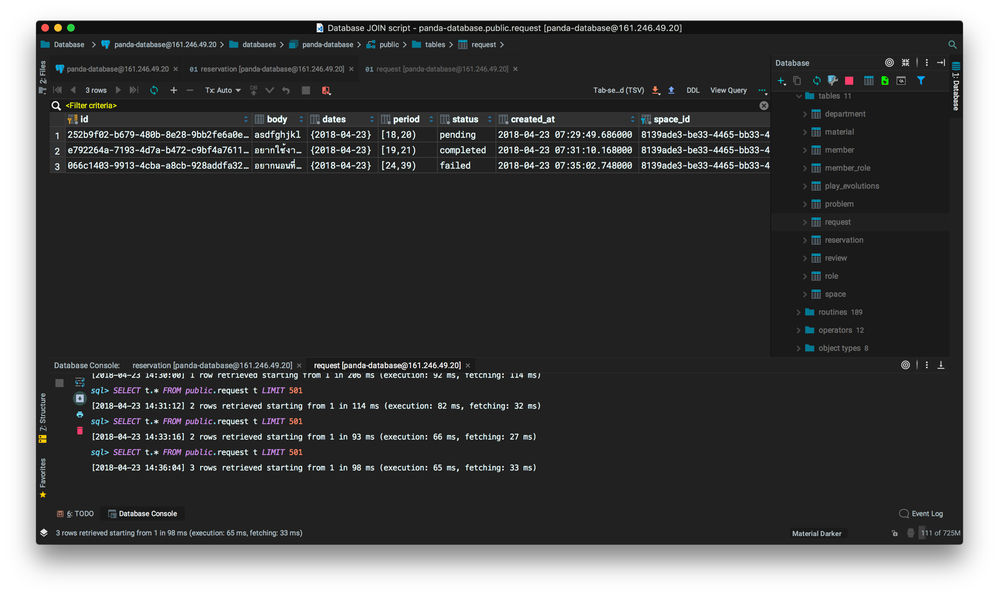 Database JOIN script - panda-database.public.request [panda-database@161.246.49.20]
Database panda-database@161.246.49.20 databases panda-database public tables request
2: Files
panda-database@161.246.49.20 reservation [panda-database@161.246.49.20] request [panda-database@161.246.49.20]
3 rows Tx: Auto DB Tab-se...d (TSV) DDL View Query
<Filter criteria>
id body dates period status created_at space_id
1 252b9f02-b679-480b-8e28-9bb2fe6a0e... asdfghjkl {2018-04-23} [18,20) pending 2018-04-23 07:29:49.686000 8139ade3-be33-4465-bb33-4
2 e792264a-7193-4d7a-b472-c9bf4a7611... อยากใช้งา... {2018-04-23} [19,21) completed 2018-04-23 07:31:10.168000 8139ade3-be33-4465-bb33-4
3 066c1403-9913-4cba-a8cb-928addfa32... อยากนอนที่... {2018-04-23} [24,39) failed 2018-04-23 07:35:02.748000 8139ade3-be33-4465-bb33-4
Database
1: Database
QL
tables 11
department
material
member
member_role
play_evolutions
problem
request
reservation
review
role
space
routines 189
operators 12
object types 8
Database Console: reservation [panda-database@161.246.49.20] request [panda-database@161.246.49.20]
[2018-04-23 14:30:00] 1 row retrieved starting from 1 in 206 ms (execution: 92 ms, fetching: 114 ms)
sql> SELECT t.* FROM public.request t LIMIT 501
[2018-04-23 14:31:12] 2 rows retrieved starting from 1 in 114 ms (execution: 82 ms, fetching: 32 ms)
sql> SELECT t.* FROM public.request t LIMIT 501
[2018-04-23 14:33:16] 2 rows retrieved starting from 1 in 93 ms (execution: 66 ms, fetching: 27 ms)
sql> SELECT t.* FROM public.request t LIMIT 501
[2018-04-23 14:36:04] 3 rows retrieved starting from 1 in 98 ms (execution: 65 ms, fetching: 33 ms)
7: Structure
Favorites
6: TODO Database Console Event Log
3 rows retrieved starting from 1 in 98 ms (execution: 65 ms, fetching: 33 ms) Material Darker 111 of 725M